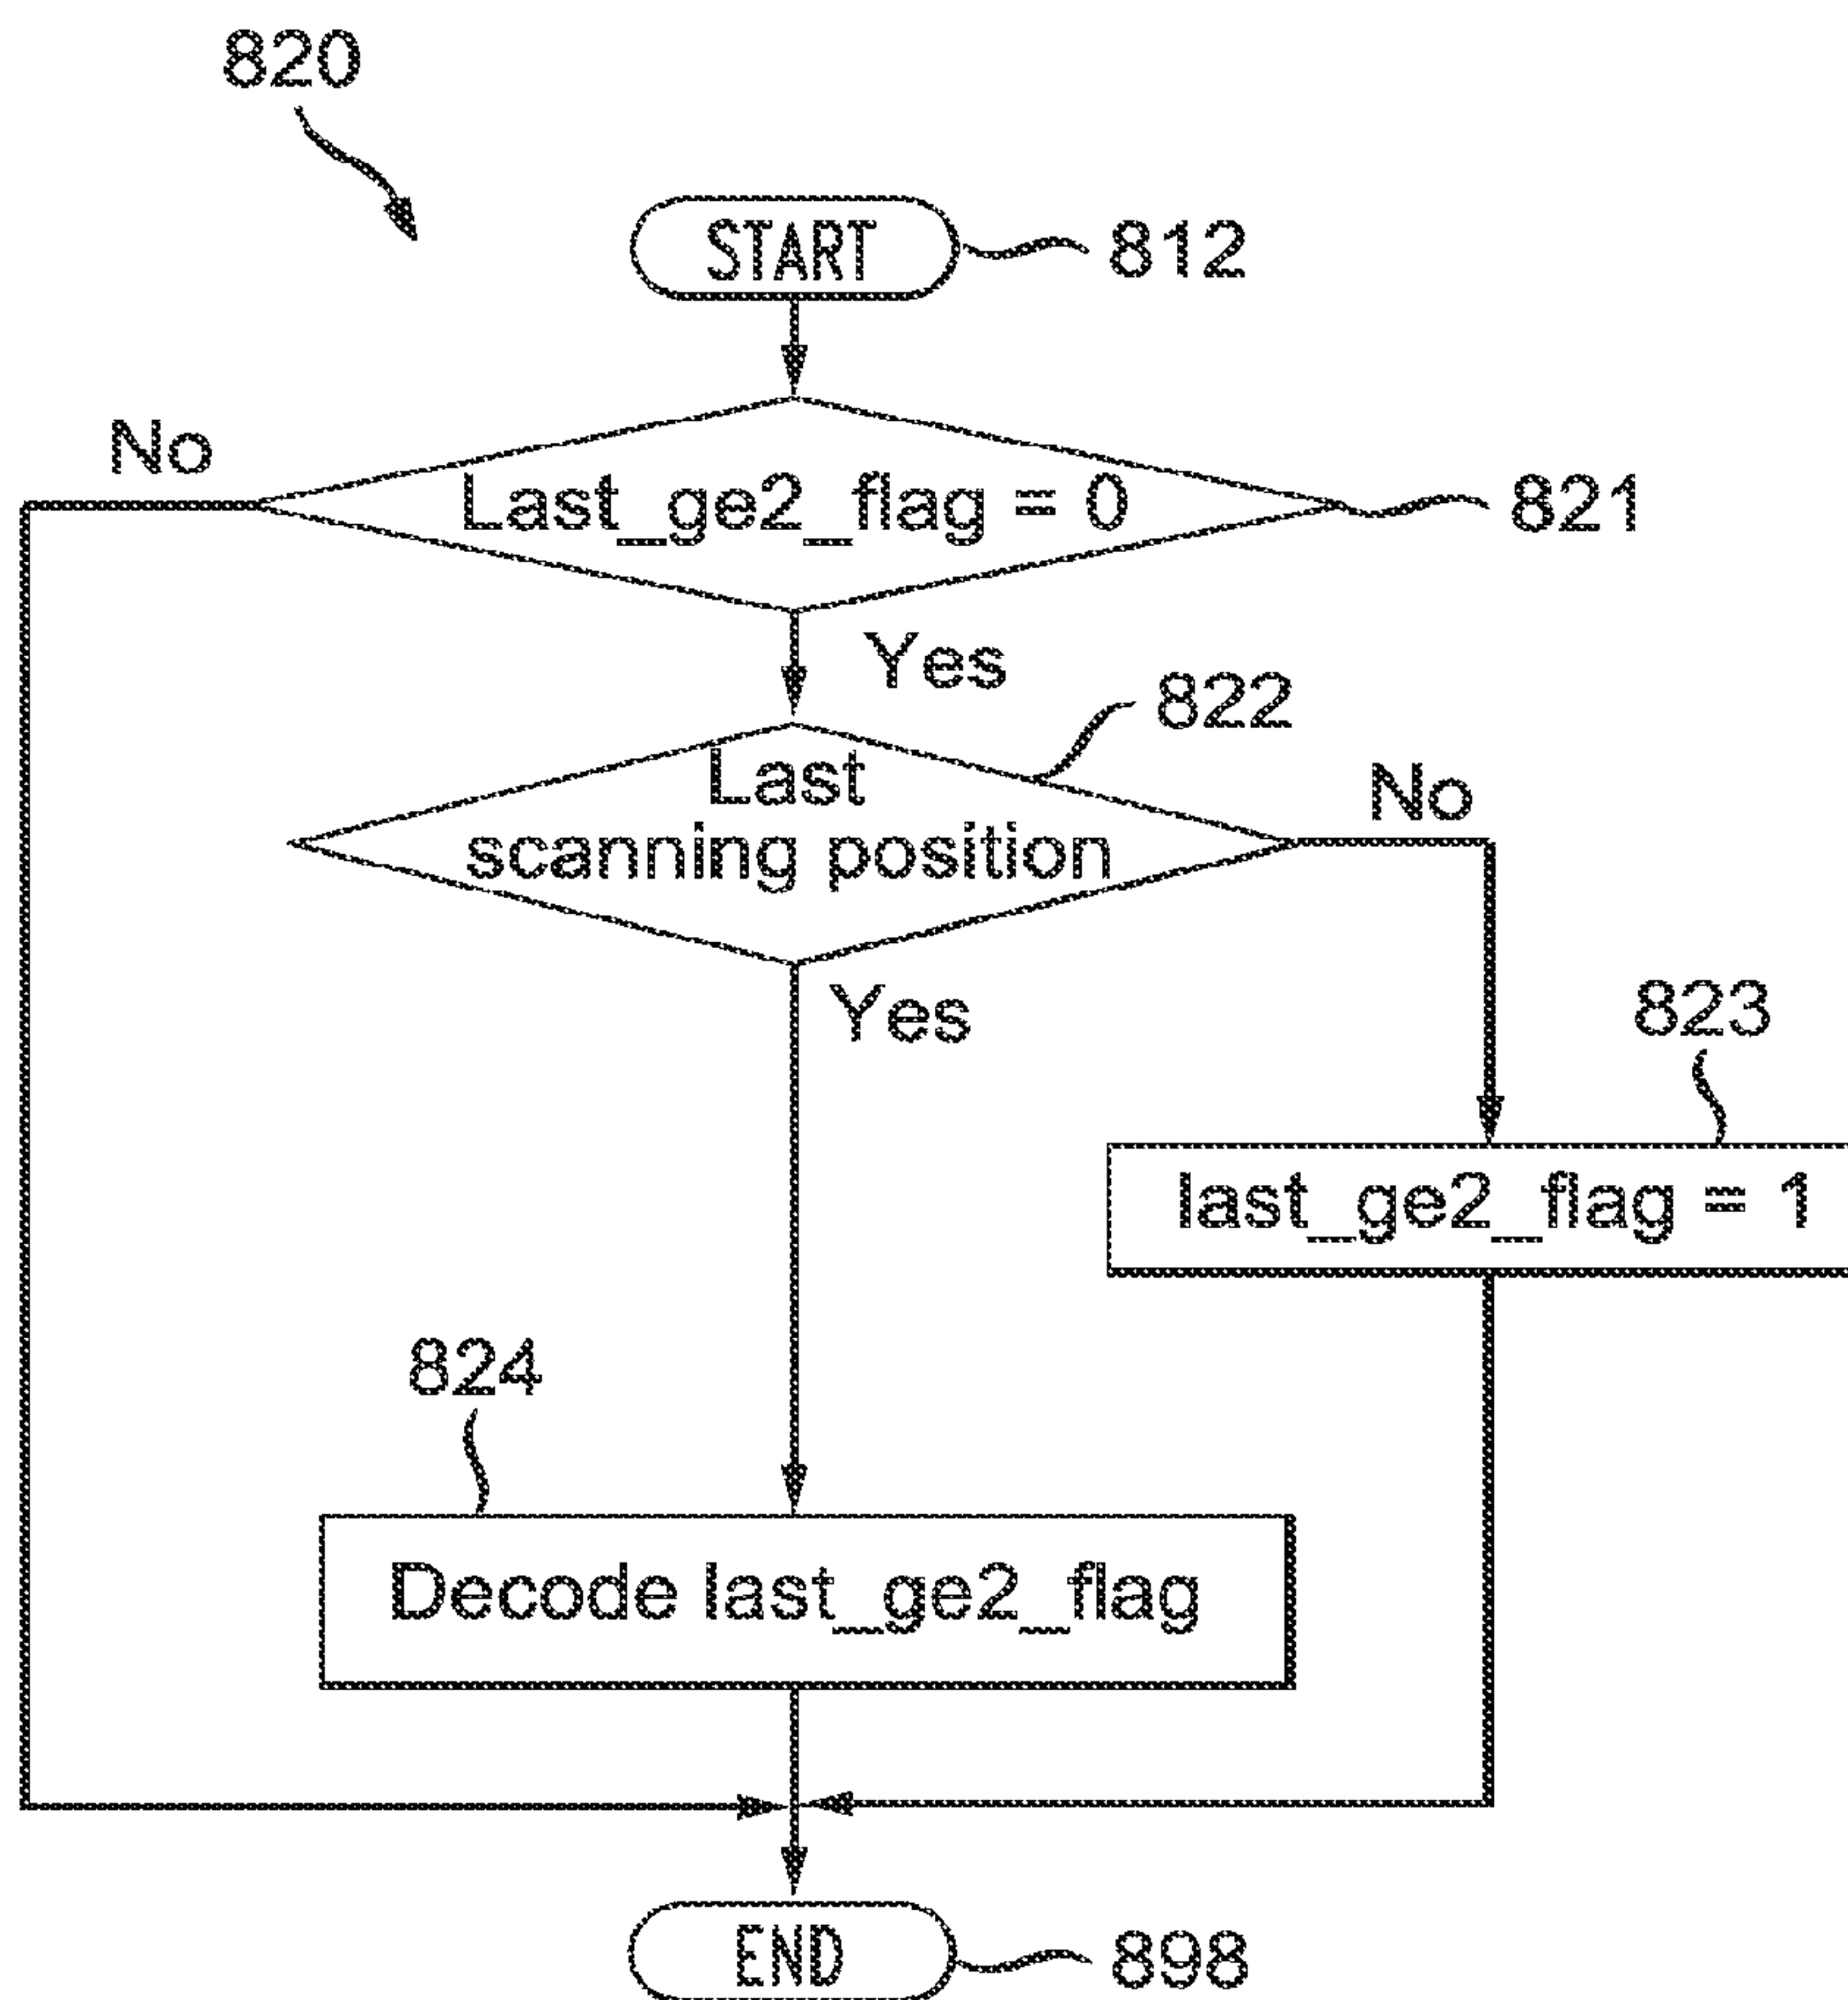 820
START
812
No
Last_ge2_flag = 0
821
Yes
822
Last
scanning position
No
Yes
823
last_ge2_flag = 1
824
Decode last_ge2_flag
END
898